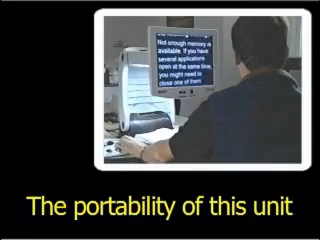 Not enough memory is
available. If you have
several applications
open at the same time,
you might need to
close one of them
The portability of this unit